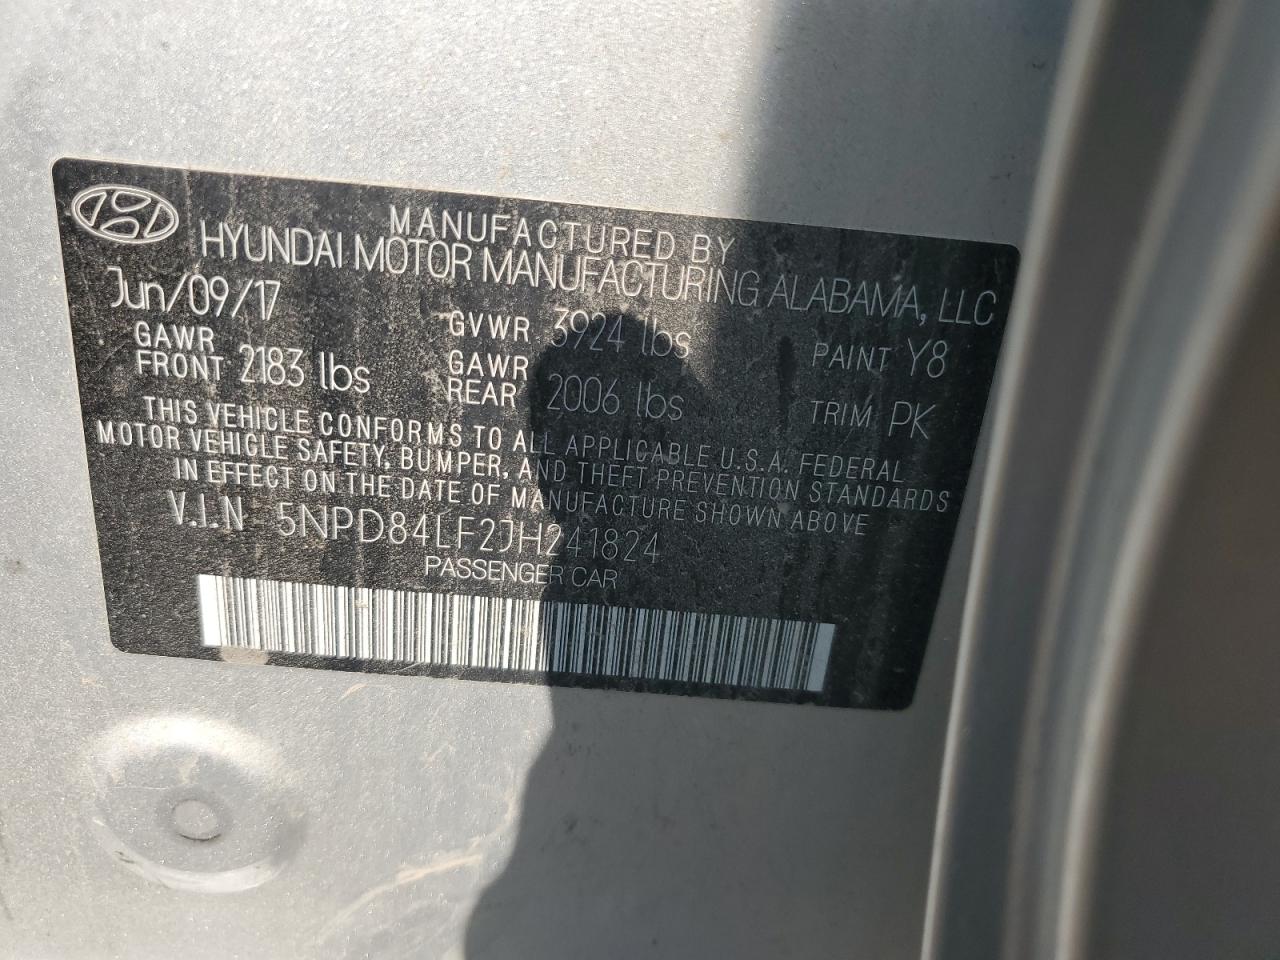 MANUFACTURED BY
HYUNDAI MOTOR MANUFACTURING ALABAMA, LLC
Jun/09/17 GVWR 3924 lbs PAINT Y8
GAWR FRONT 2183 lbs GAWR REAR 2006 lbs TRIM PK
THIS VEHICLE CONFORMS TO ALL APPLICABLE U.S.A. FEDERAL
MOTOR VEHICLE SAFETY, BUMPER, AND THEFT PREVENTION STANDARDS
IN EFFECT ON THE DATE OF MANUFACTURE SHOWN ABOVE
V.I.N 5NPD84LF2JH241824
PASSENGER CAR